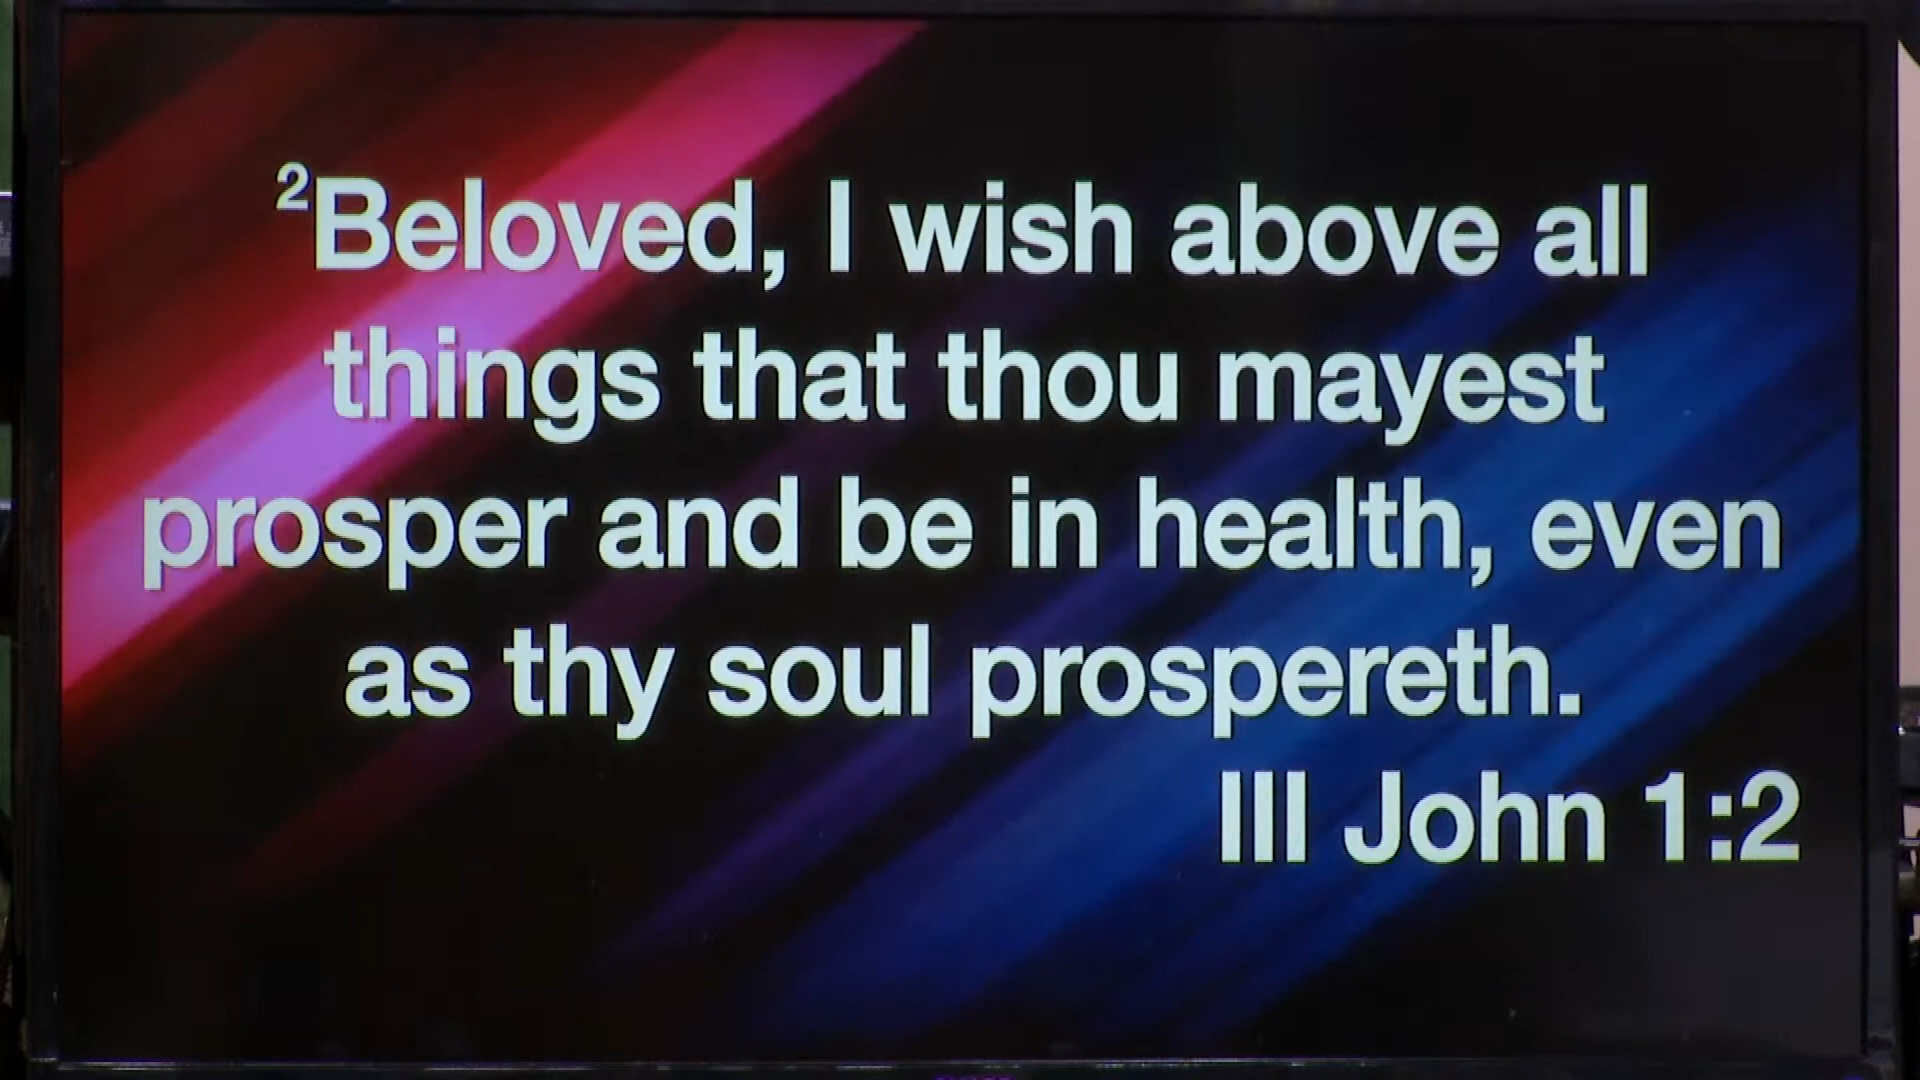 ²Beloved, I wish above all
things that thou mayest
prosper and be in health, even
as thy soul prospereth.
III John 1:2